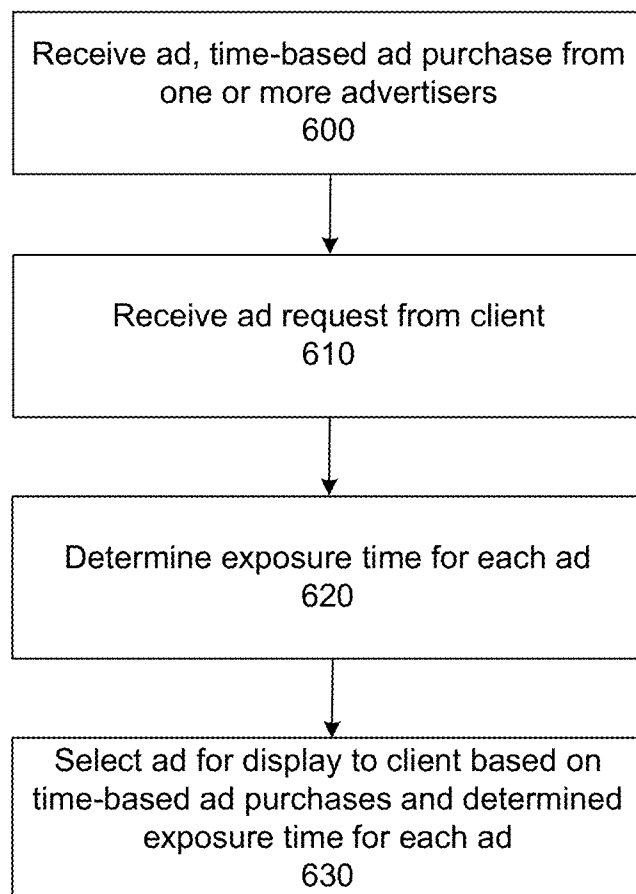 Receive ad, time-based ad purchase from
one or more advertisers
600
Receive ad request from client
610
Determine exposure time for each ad
620
Select ad for display to client based on
time-based ad purchases and determined
exposure time for each ad
630